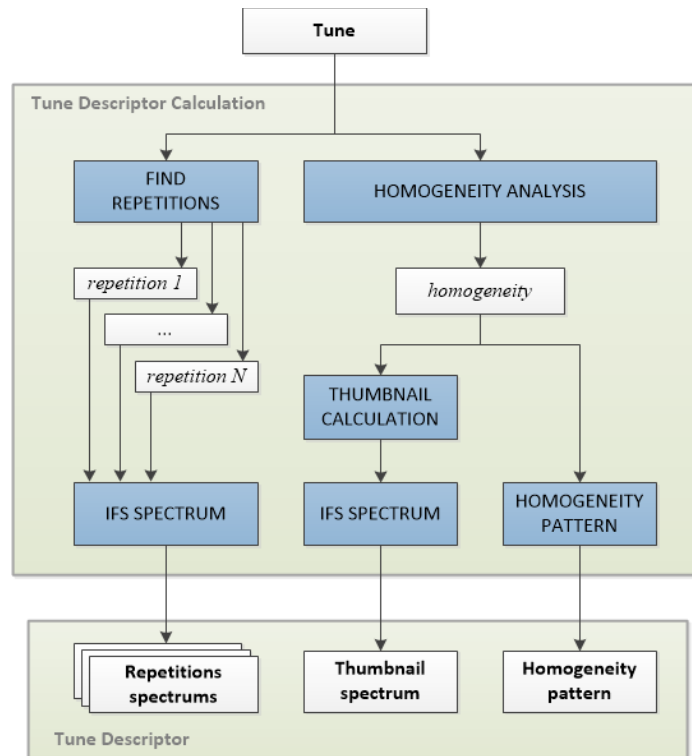 Tune
Tune Descriptor Calculation
FIND
REPETITIONS
HOMOGENEITY ANALYSIS
repetition 1
...
repetition N
homogeneity
THUMBNAIL
CALCULATION
IFS SPECTRUM
IFS SPECTRUM
HOMOGENEITY
PATTERN
Repetitions
spectrums
Thumbnail
spectrum
Homogeneity
pattern
Tune Descriptor